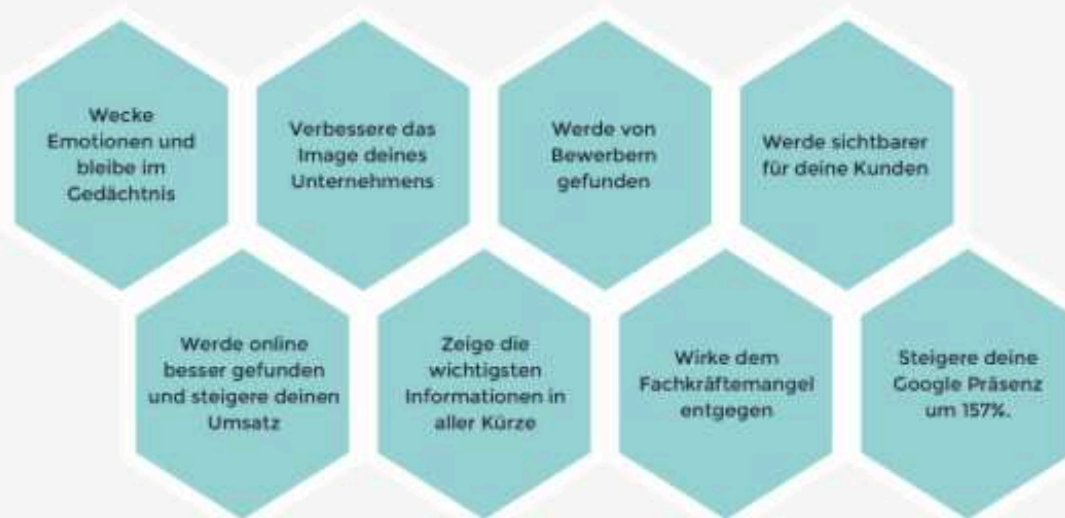 Wecke
Emotionen und
bleibe im
Gedächtnis
Verbessere das
Image deines
Unternehmens
Werde von
Bewerbern
gefunden
Werde sichtbarer
für deine Kunden
Werde online
besser gefunden
und steigere deinen
Umsatz
Zeige die
wichtigsten
Informationen in
aller Kürze
Wirke dem
Fachkräftemangel
entgegen
Steigere deine
Google Präsenz
um 157%.